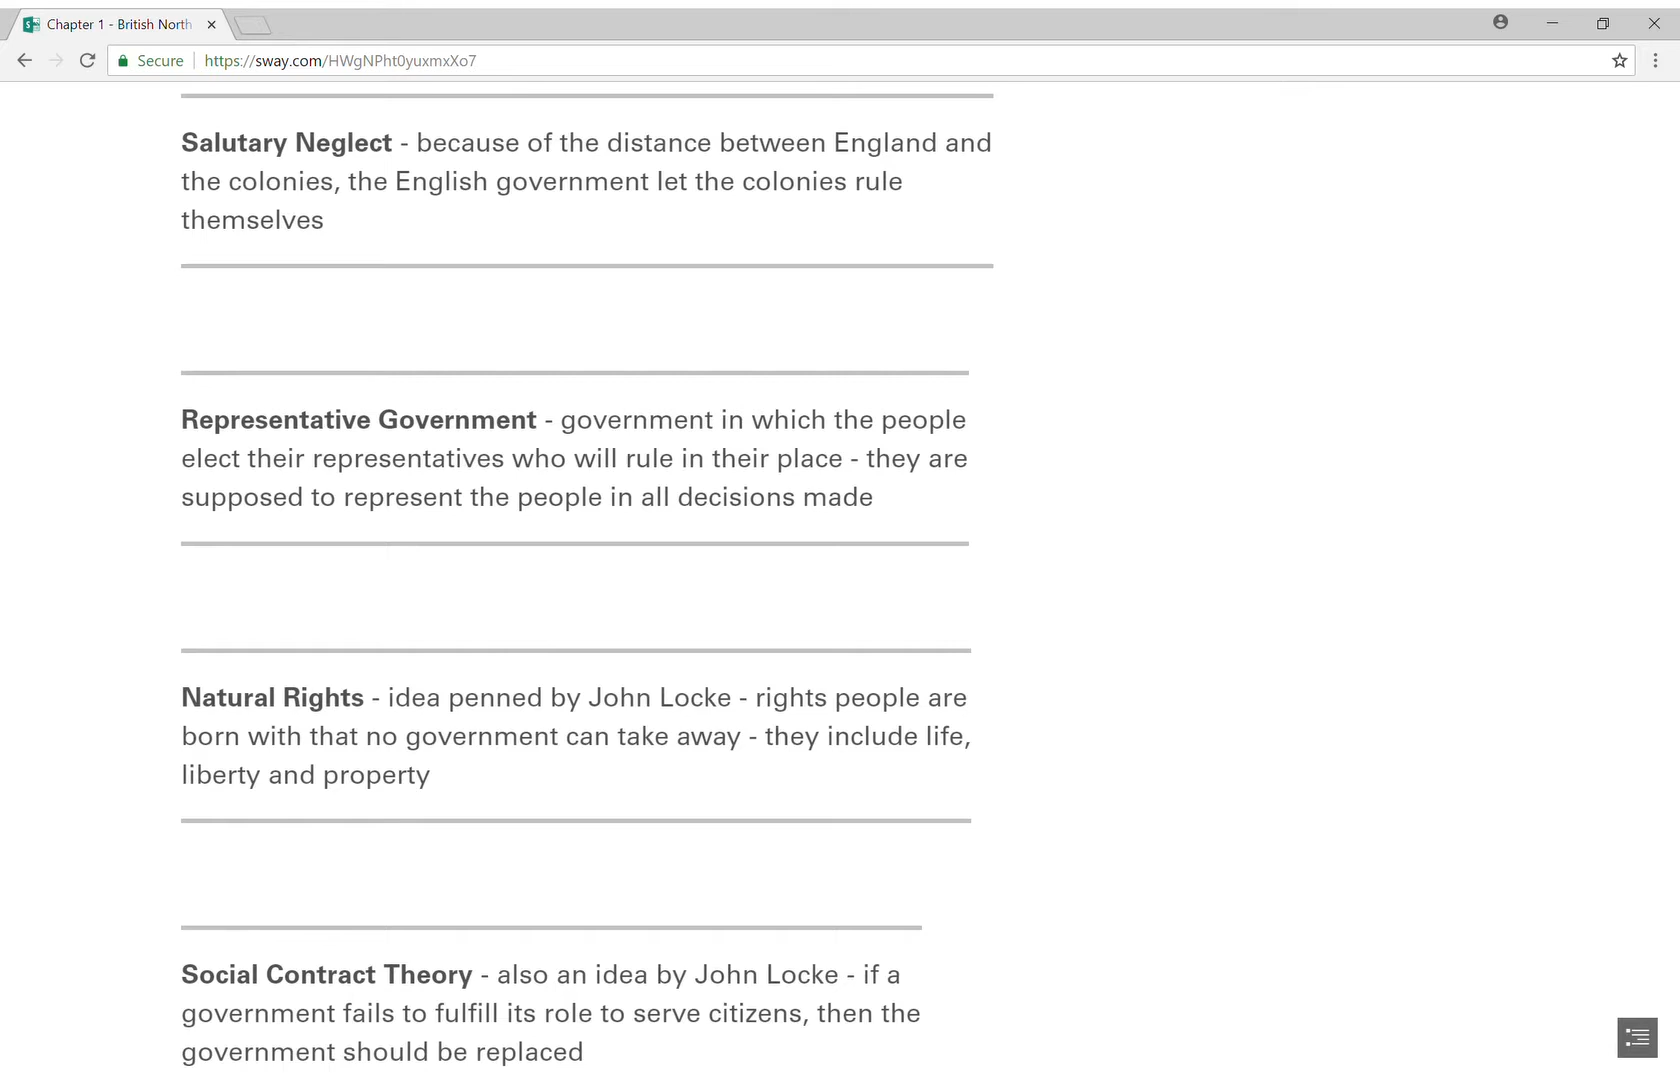 Chapter 1 - British North
Secure https://sway.com/HWgNPht0yuxmxXo7
Salutary Neglect - because of the distance between England and
the colonies, the English government let the colonies rule
themselves
Representative Government - government in which the people
elect their representatives who will rule in their place - they are
supposed to represent the people in all decisions made
Natural Rights - idea penned by John Locke - rights people are
born with that no government can take away - they include life,
liberty and property
Social Contract Theory - also an idea by John Locke - if a
government fails to fulfill its role to serve citizens, then the
government should be replaced